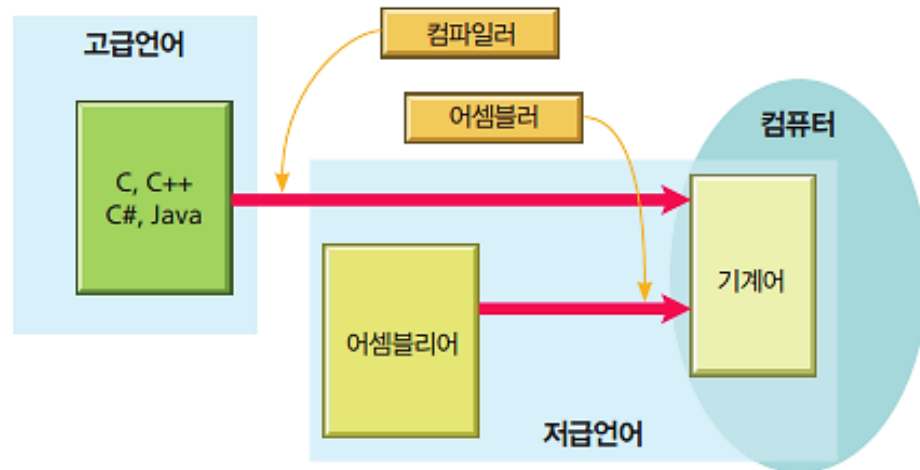 고급언어
컴파일러
어셈블러
컴퓨터
C, C++
C#, Java
기계어
어셈블리어
저급언어